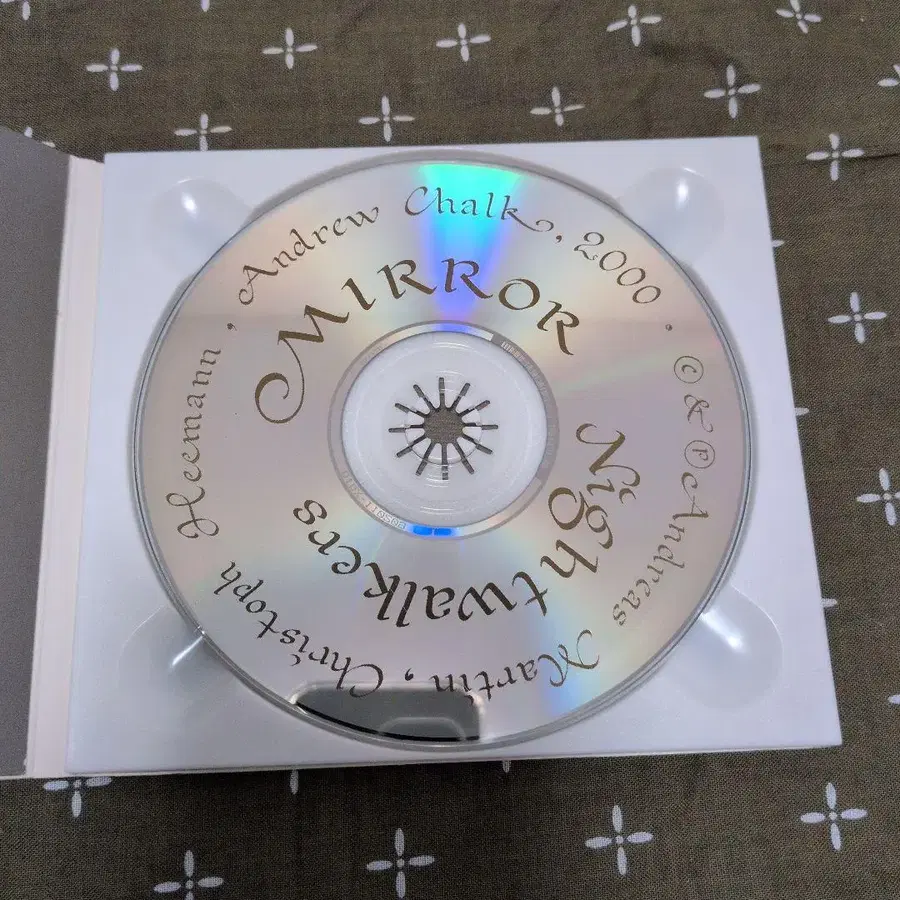 MIRROR
Nightwalkers
© & ℗ Andreas Martin, Christoph Heemann, Andrew Chalk, 2000.